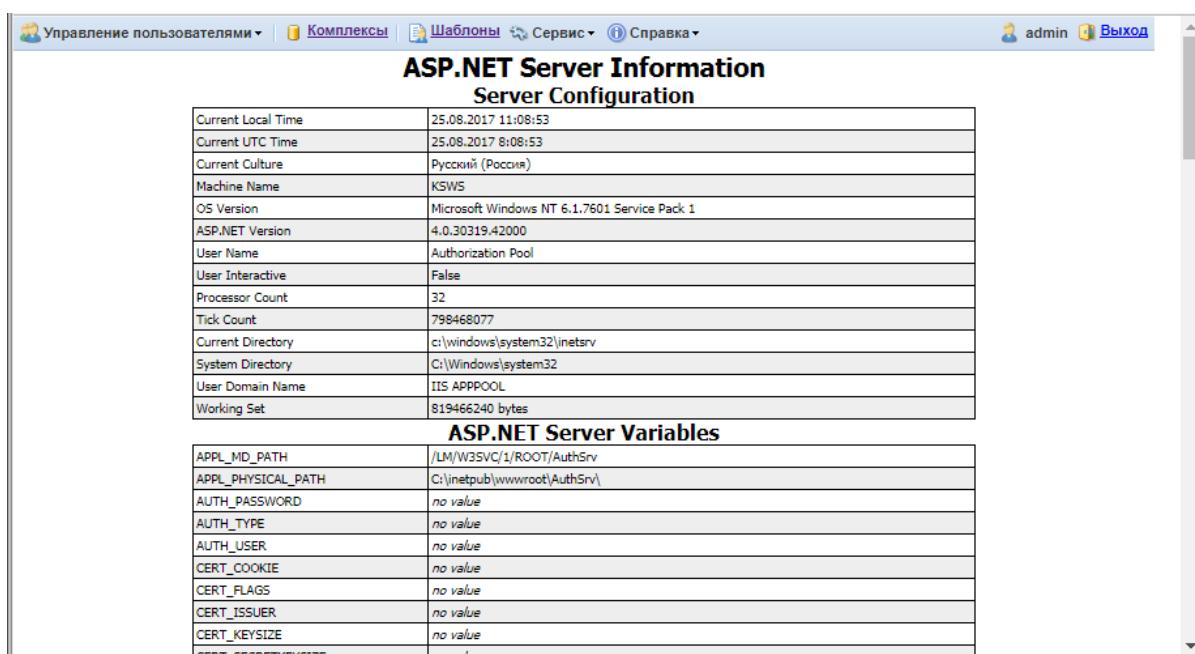 Управление пользователями Комплексы Шаблоны Сервис Справка admin Выход
ASP.NET Server Information
Server Configuration
Current Local Time 25.08.2017 11:08:53
Current UTC Time 25.08.2017 8:08:53
Current Culture Русский (Россия)
Machine Name KSWS
OS Version Microsoft Windows NT 6.1.7601 Service Pack 1
ASP.NET Version 4.0.30319.42000
User Name Authorization Pool
User Interactive False
Processor Count 32
Tick Count 798468077
Current Directory c:\windows\system32\inetsrv
System Directory C:\Windows\system32
User Domain Name IIS APPPOOL
Working Set 819466240 bytes
ASP.NET Server Variables
APPL_MD_PATH /LM/W3SVC/1/ROOT/AuthSrv
APPL_PHYSICAL_PATH C:\inetpub\wwwroot\AuthSrv\
AUTH_PASSWORD no value
AUTH_TYPE no value
AUTH_USER no value
CERT_COOKIE no value
CERT_FLAGS no value
CERT_ISSUER no value
CERT_KEYSIZE no value